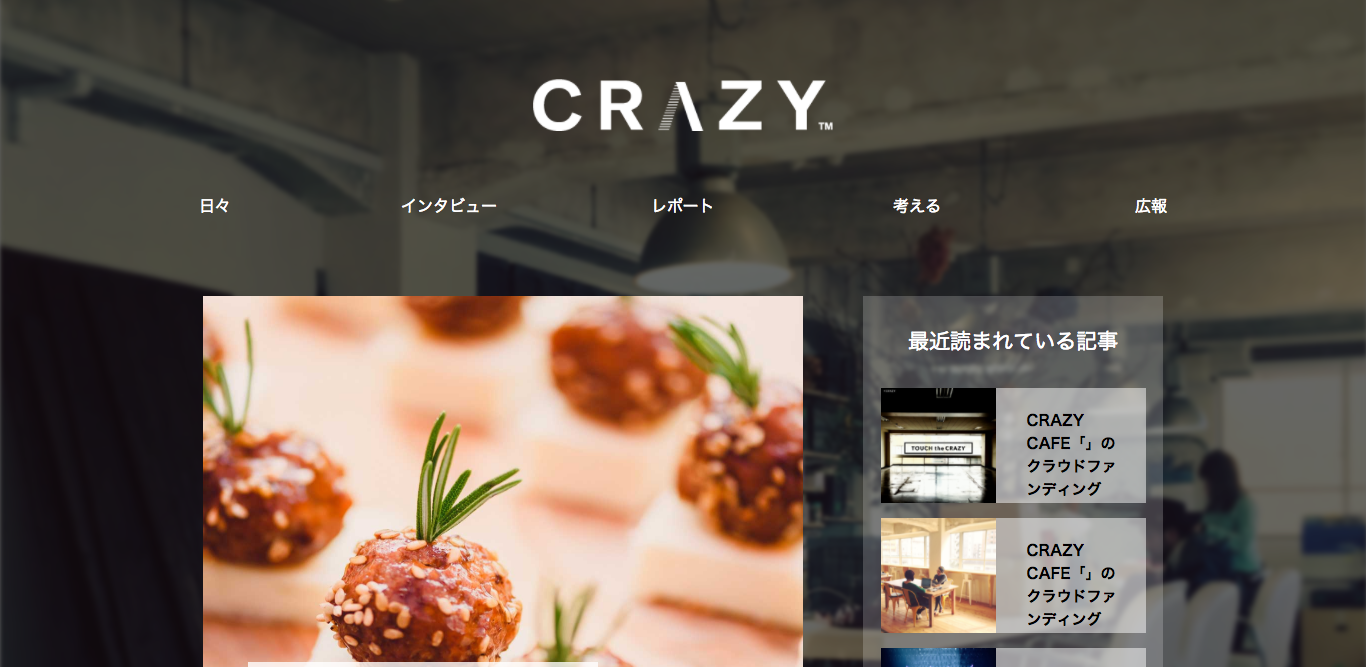 CRAZY™
日々 インタビュー レポート 考える 広報
最近読まれている記事
TOUCH the CRAZY
CRAZY
CAFE「」の
クラウドファ
ンディング
CRAZY
CAFE「」の
クラウドファ
ンディング